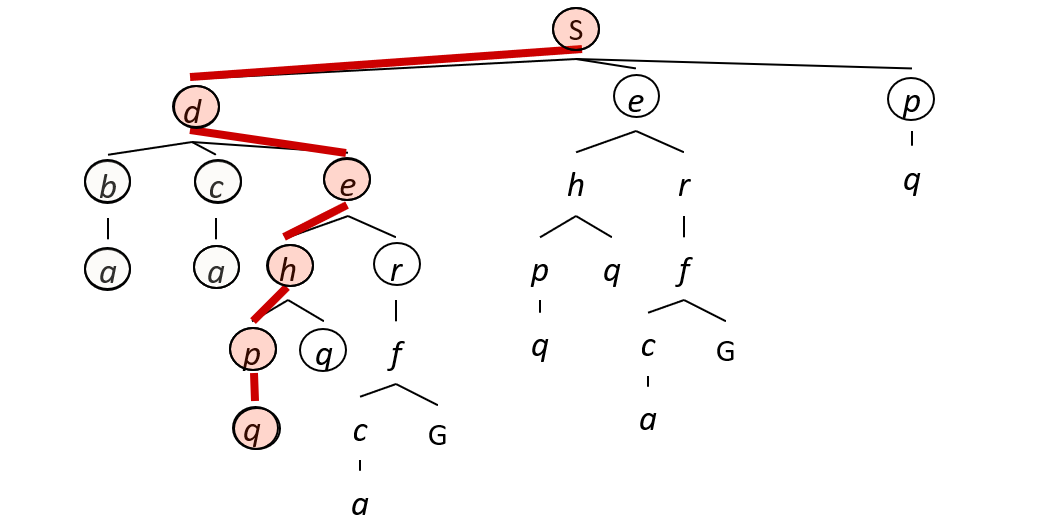 S
d e p
b c e h r q
a a h r p q f
p q f q c G
q c G a
a